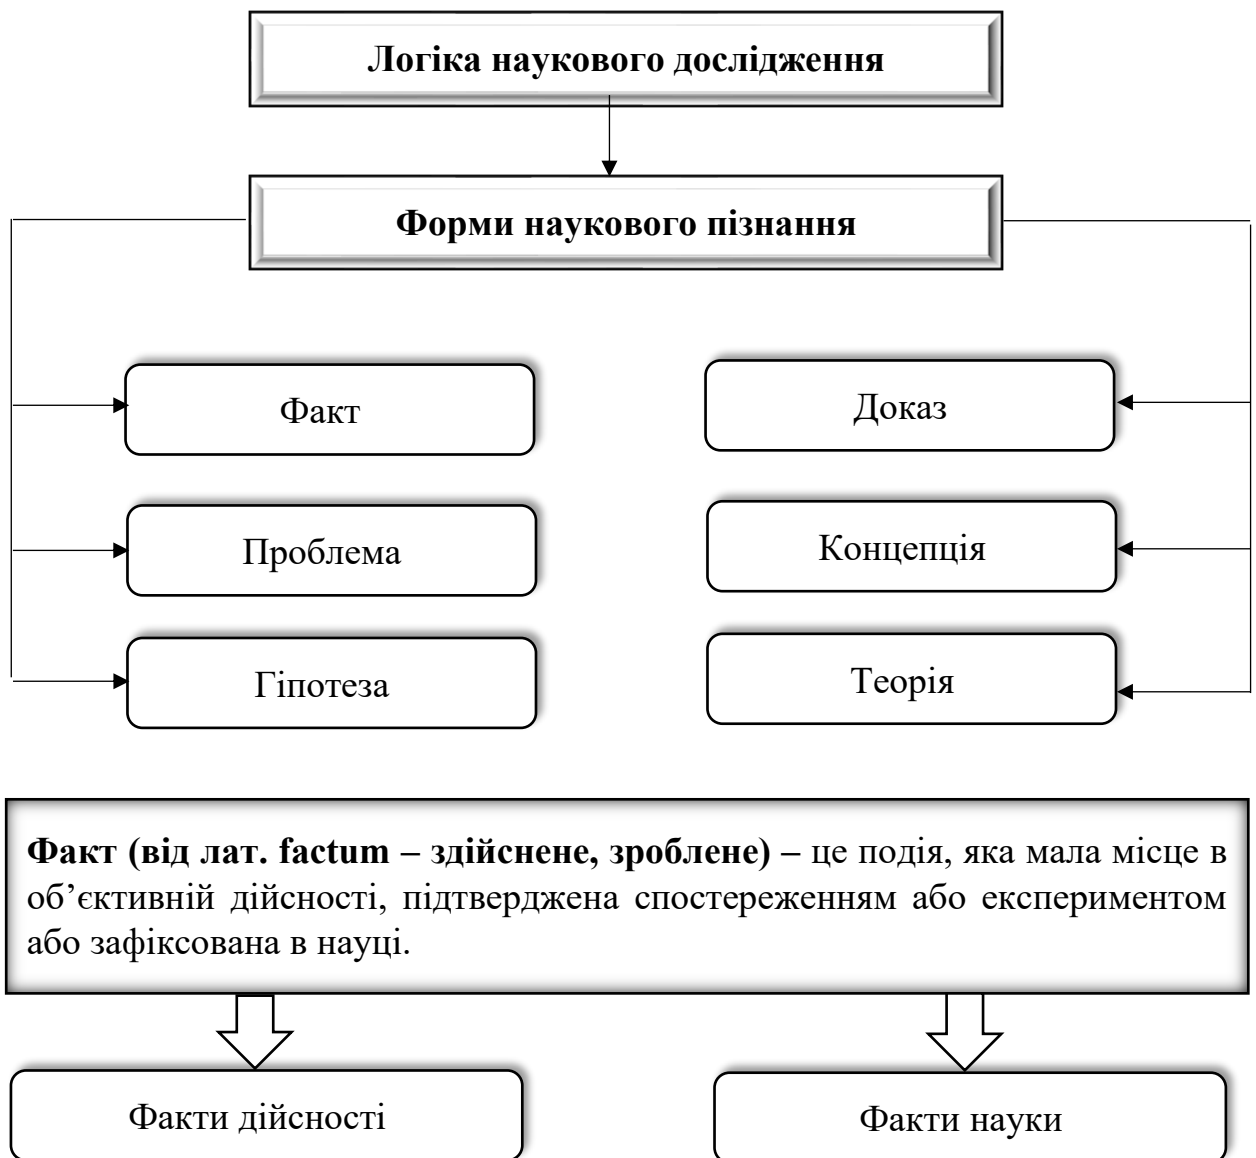 Логіка наукового дослідження
Форми наукового пізнання
Факт
Доказ
Проблема
Концепція
Гіпотеза
Теорія
Факт (від лат. factum – здійснене, зроблене) – це подія, яка мала місце в
об’єктивній дійсності, підтверджена спостереженням або експериментом
або зафіксована в науці.
Факти дійсності
Факти науки